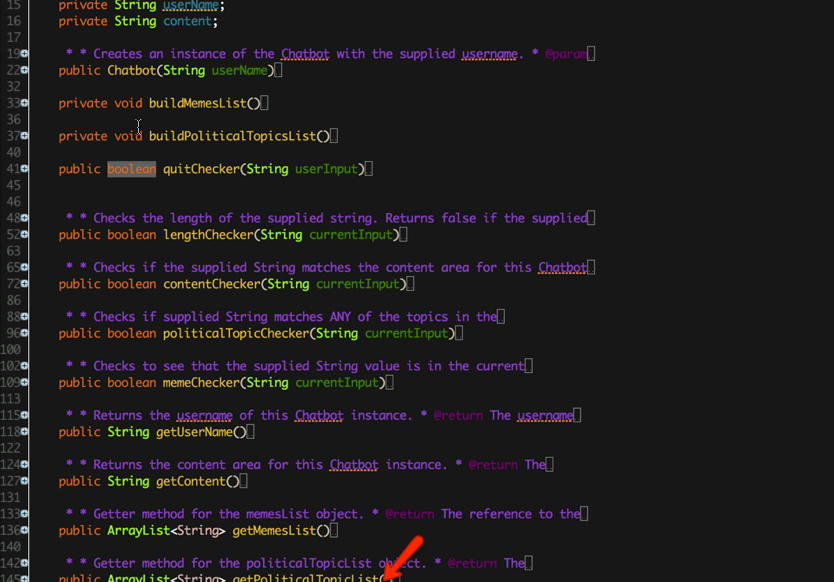 15 private String userName;
16 private String content;
17
19 * * Creates an instance of the Chatbot with the supplied username. * @param
22 public Chatbot(String userName)
32
33 private void buildMemesList()
36
37 private void buildPoliticalTopicsList()
40
41 public boolean quitChecker(String userInput)
45
46
48 * * Checks the length of the supplied string. Returns false if the supplied
52 public boolean lengthChecker(String currentInput)
63
65 * * Checks if the supplied String matches the content area for this Chatbot
72 public boolean contentChecker(String currentInput)
86
88 * * Checks if supplied String matches ANY of the topics in the
96 public boolean politicalTopicChecker(String currentInput)
100
102 * * Checks to see that the supplied String value is in the current
109 public boolean memeChecker(String currentInput)
113
115 * * Returns the username of this Chatbot instance. * @return The username
118 public String getUserName()
122
124 * * Returns the content area for this Chatbot instance. * @return The
127 public String getContent()
131
133 * * Getter method for the memesList object. * @return The reference to the
136 public ArrayList<String> getMemesList()
140
142 * * Getter method for the politicalTopicList object. * @return The
145 public ArrayList<String> getPoliticalTopicList(